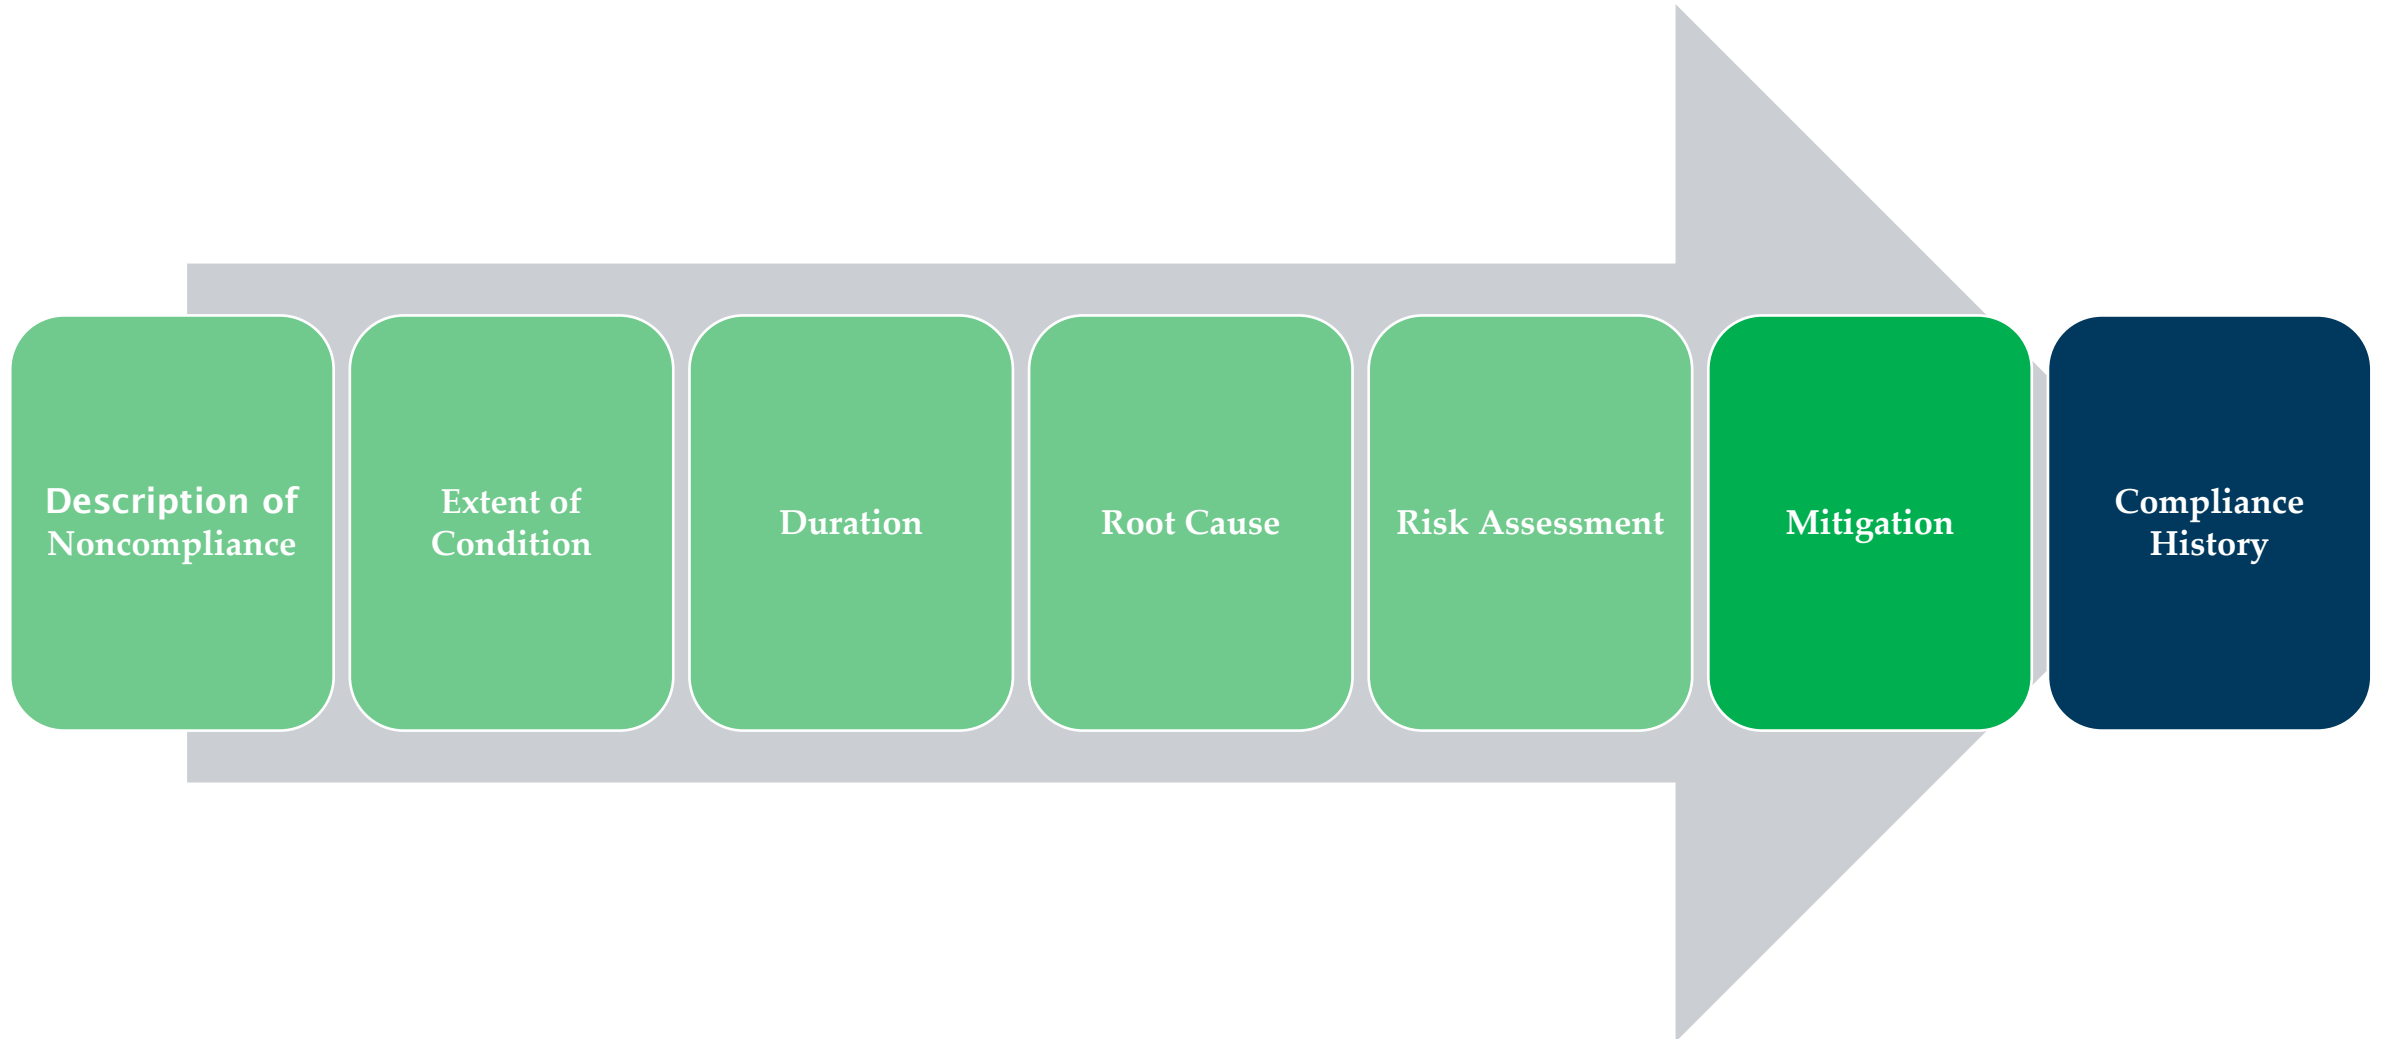 Description of
Noncompliance
Extent of
Condition
Duration
Root Cause
Risk Assessment
Mitigation
Compliance
History